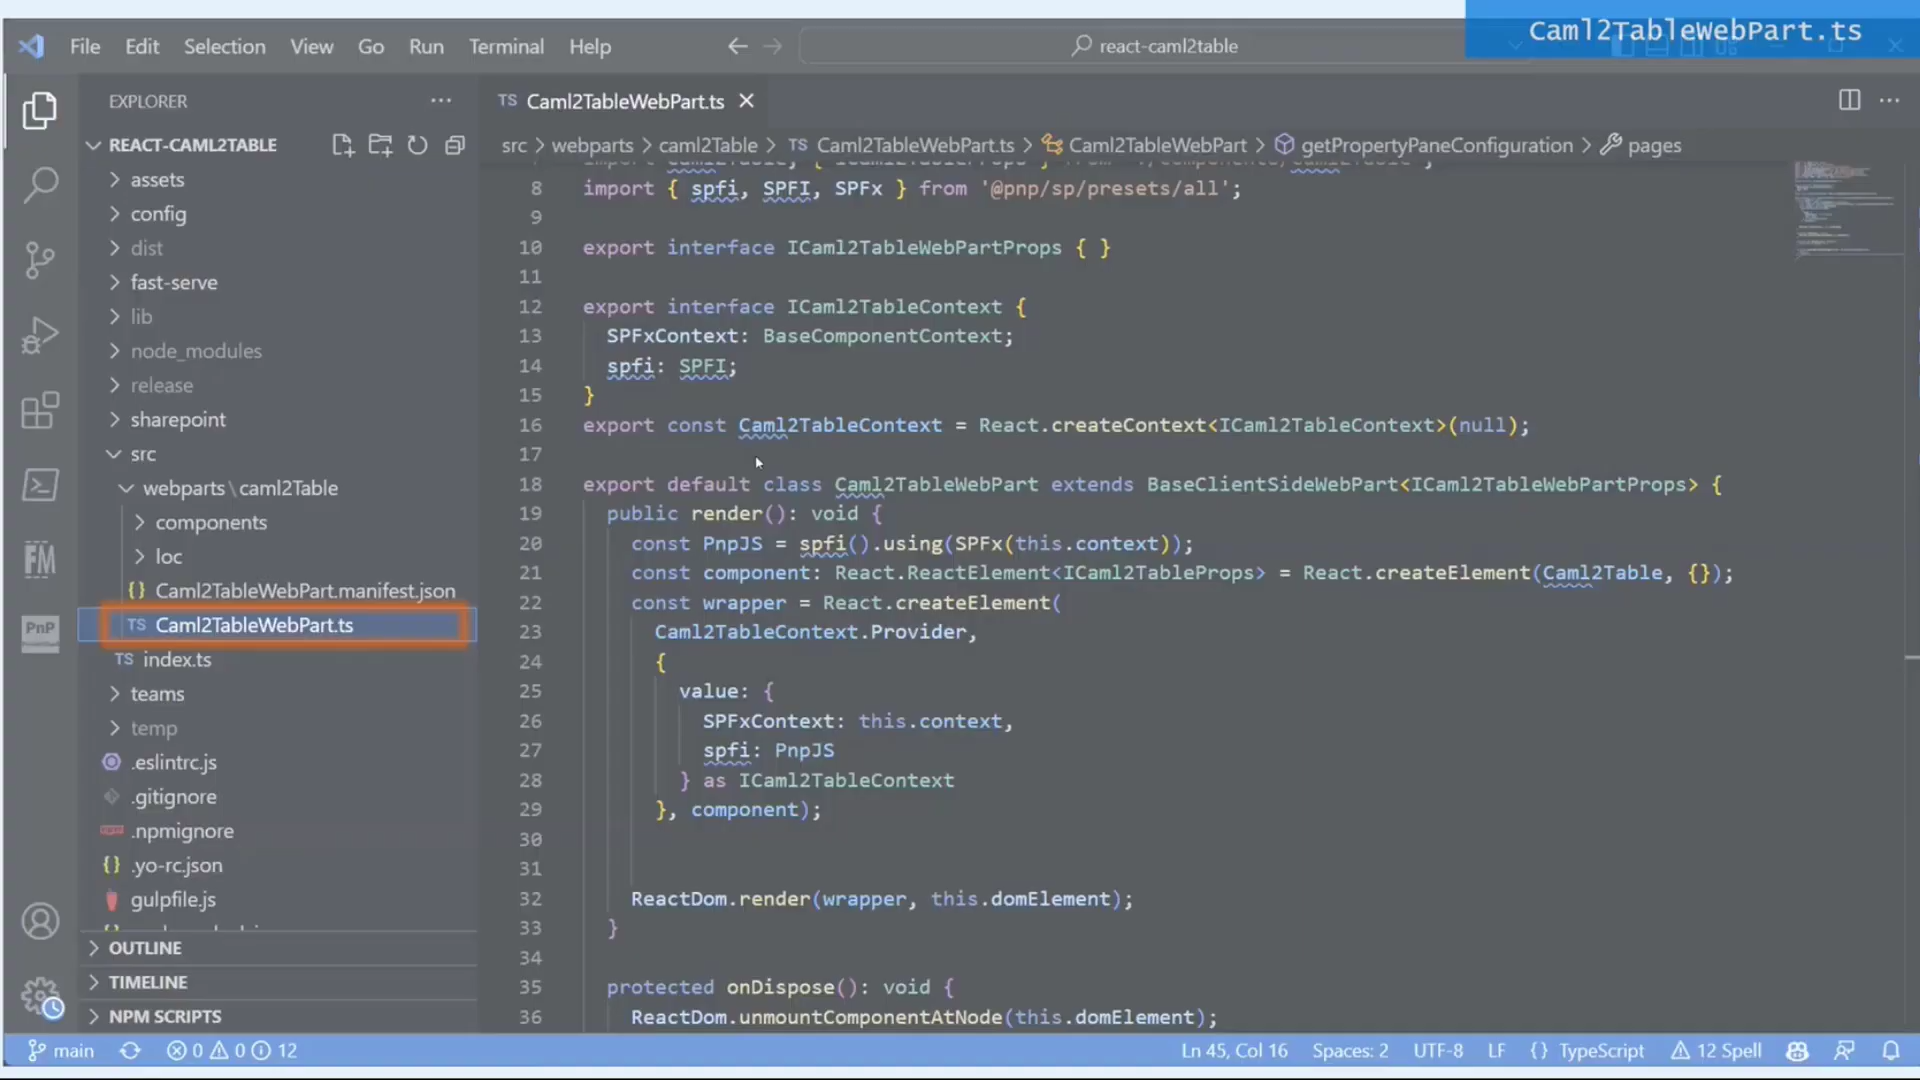 Caml2TableWebPart.ts
File Edit Selection View Go Run Terminal Help
react-caml2table
EXPLORER
REACT-CAML2TABLE
assets
config
dist
fast-serve
lib
node_modules
release
sharepoint
src
webparts\caml2Table
components
loc
{} Caml2TableWebPart.manifest.json
TS Caml2TableWebPart.ts
TS index.ts
teams
temp
.eslintrc.js
.gitignore
.npmignore
{} .yo-rc.json
gulpfile.js
OUTLINE
TIMELINE
NPM SCRIPTS
FM
PnP
TS Caml2TableWebPart.ts
src > webparts > caml2Table > TS Caml2TableWebPart.ts > Caml2TableWebPart > getPropertyPaneConfiguration > pages
8 import { spfi, SPFI, SPFx } from '@pnp/sp/presets/all';
9
10 export interface ICaml2TableWebPartProps { }
11
12 export interface ICaml2TableContext {
13 SPFxContext: BaseComponentContext;
14 spfi: SPFI;
15 }
16 export const Caml2TableContext = React.createContext<ICaml2TableContext>(null);
17
18 export default class Caml2TableWebPart extends BaseClientSideWebPart<ICaml2TableWebPartProps> {
19 public render(): void {
20 const PnpJS = spfi().using(SPFx(this.context));
21 const component: React.ReactElement<ICaml2TableProps> = React.createElement(Caml2Table, {});
22 const wrapper = React.createElement(
23 Caml2TableContext.Provider,
24 {
25 value: {
26 SPFxContext: this.context,
27 spfi: PnpJS
28 } as ICaml2TableContext
29 }, component);
30
31
32 ReactDom.render(wrapper, this.domElement);
33 }
34
35 protected onDispose(): void {
36 ReactDom.unmountComponentAtNode(this.domElement);
main 0 0 12 Ln 45, Col 16 Spaces: 2 UTF-8 LF {} TypeScript 12 Spell